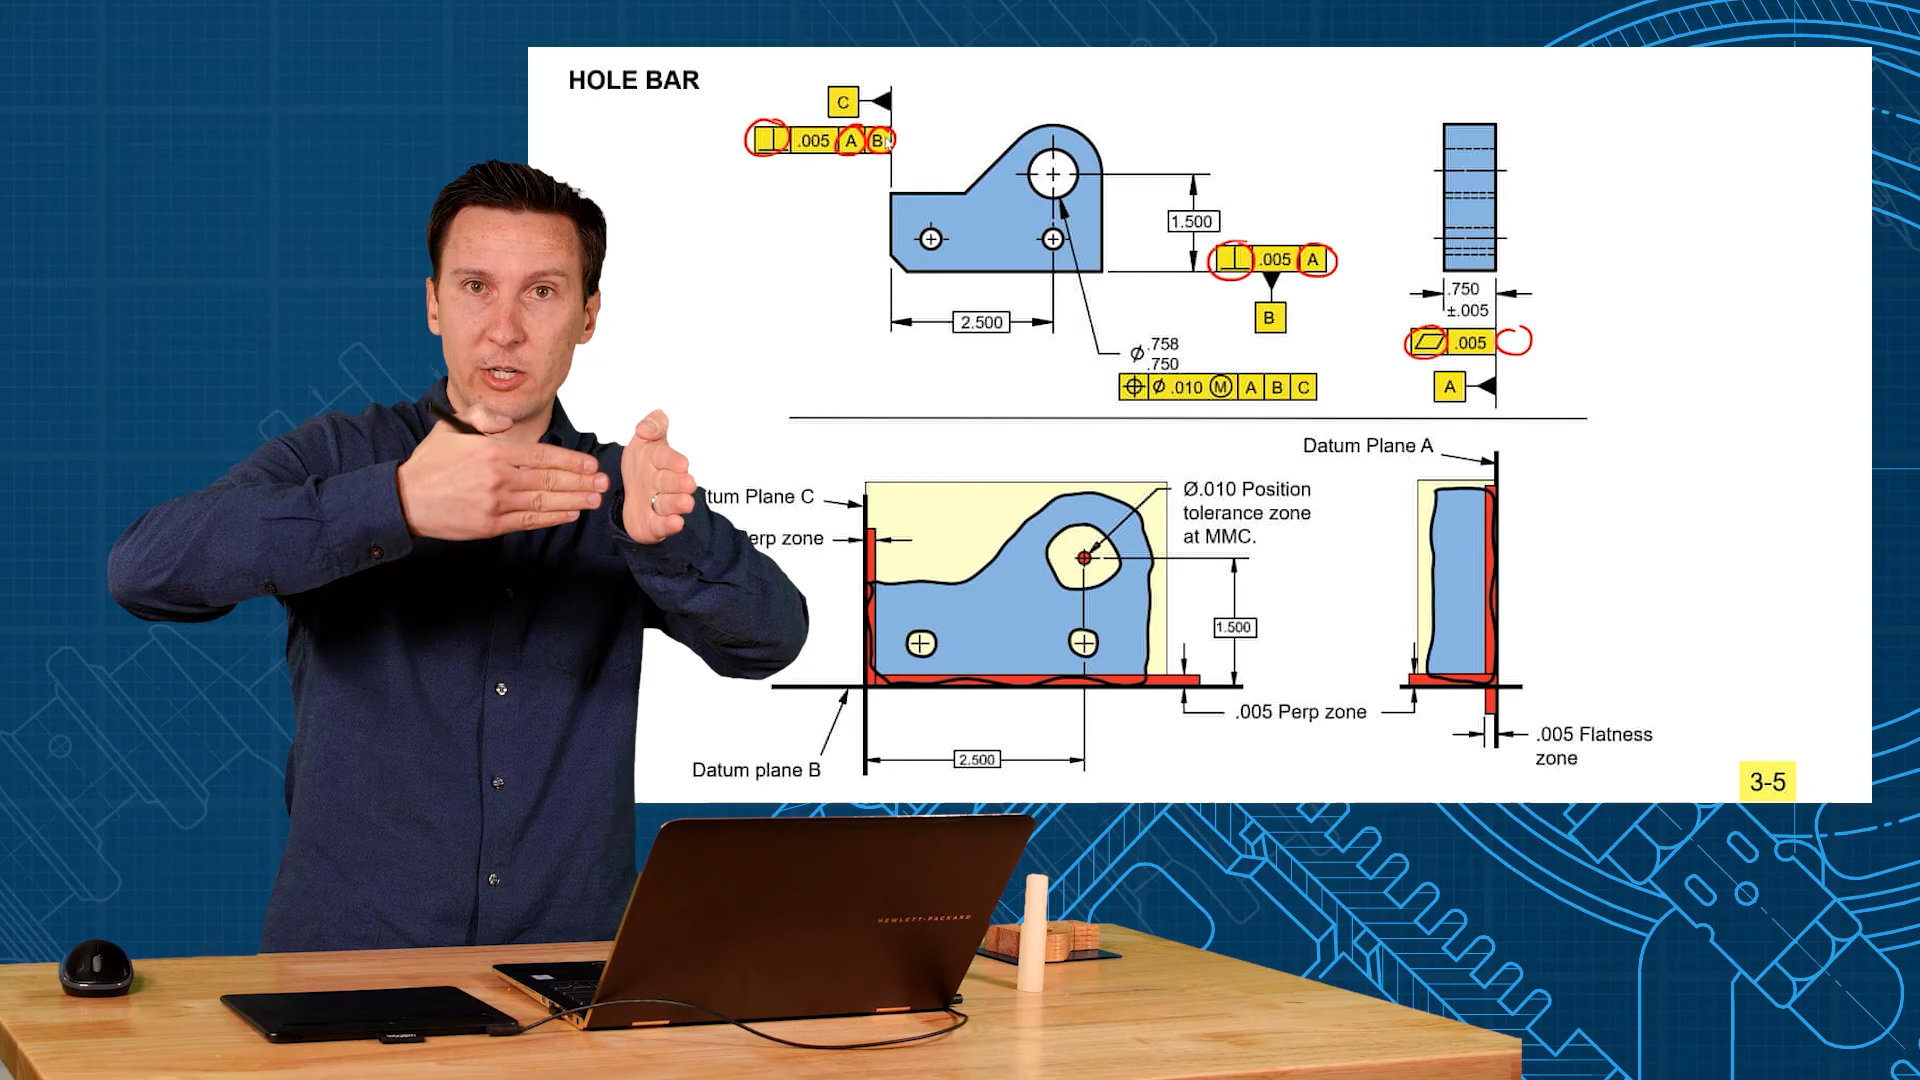 HOLE BAR
C
⊥ .005 A B
1.500
⊥ .005 A
B
2.500
Ø .758
.750
⌖ Ø .010 Ⓜ A B C
.750
±.005
⏥ .005
A
Datum Plane A
tum Plane C
erp zone
Ø.010 Position
tolerance zone
at MMC.
1.500
.005 Perp zone
.005 Flatness
zone
Datum plane B
2.500
3-5
HEWLETT-PACKARD